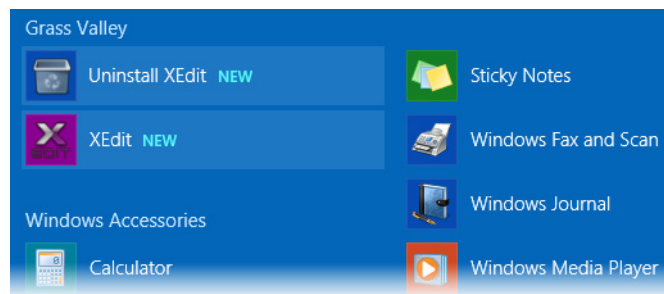 Grass Valley
Uninstall XEdit NEW
X
EDIT
XEdit NEW
Windows Accessories
Calculator
Sticky Notes
Windows Fax and Scan
Windows Journal
Windows Media Player